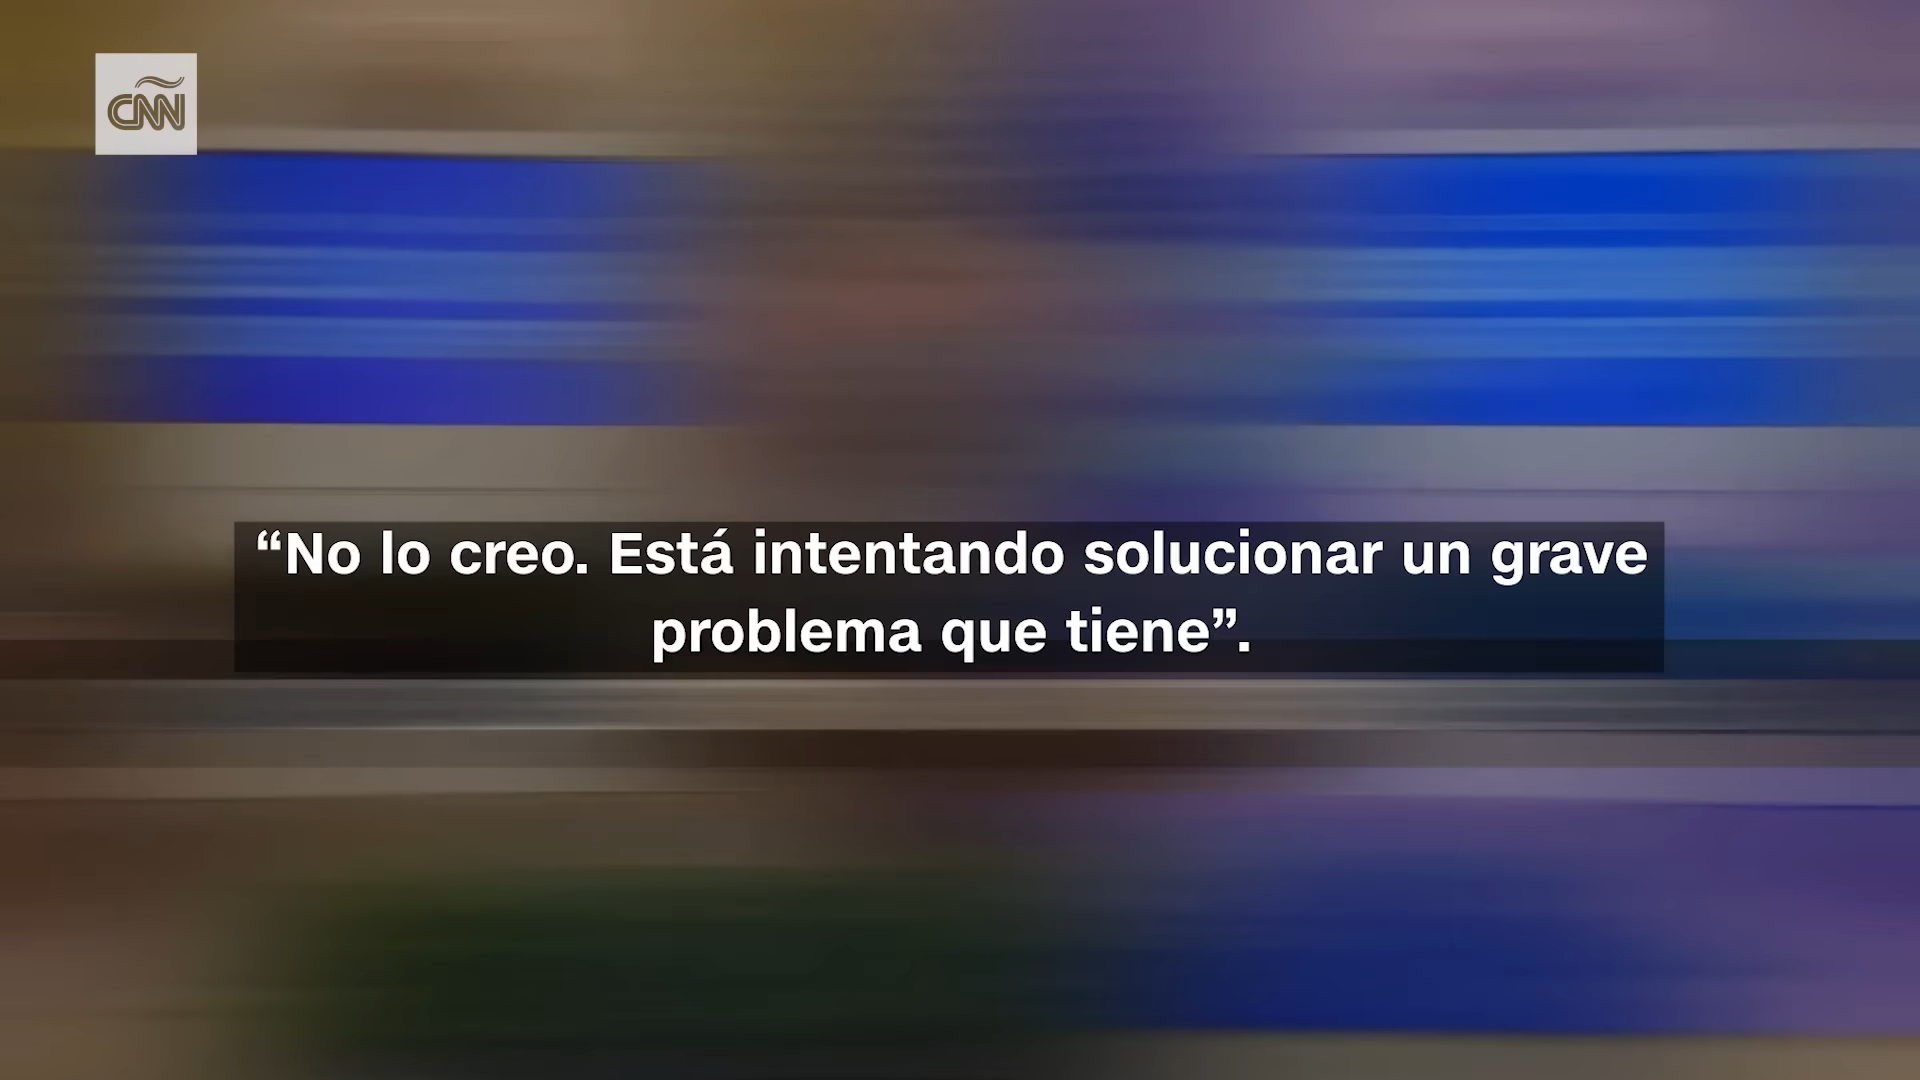 CNN
“No lo creo. Está intentando solucionar un grave
problema que tiene”.